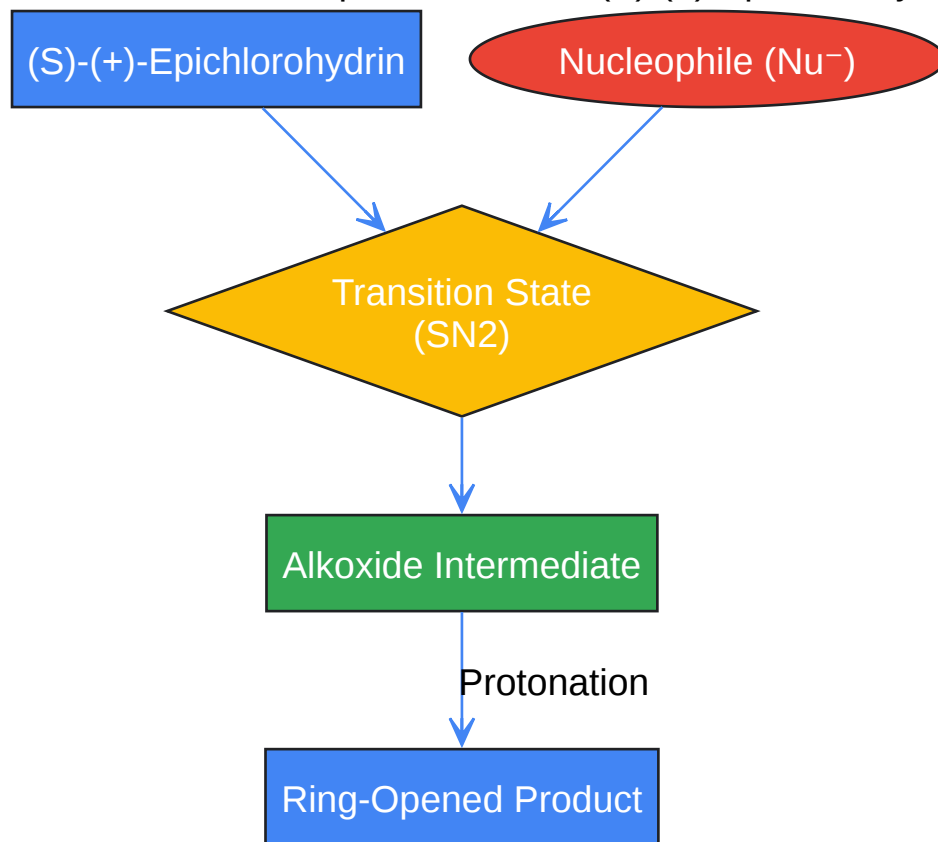 (S)-(+)-Epichlorohydrin
Nucleophile (Nu⁻)
Transition State
(SN2)
Alkoxide Intermediate
Protonation
Ring-Opened Product